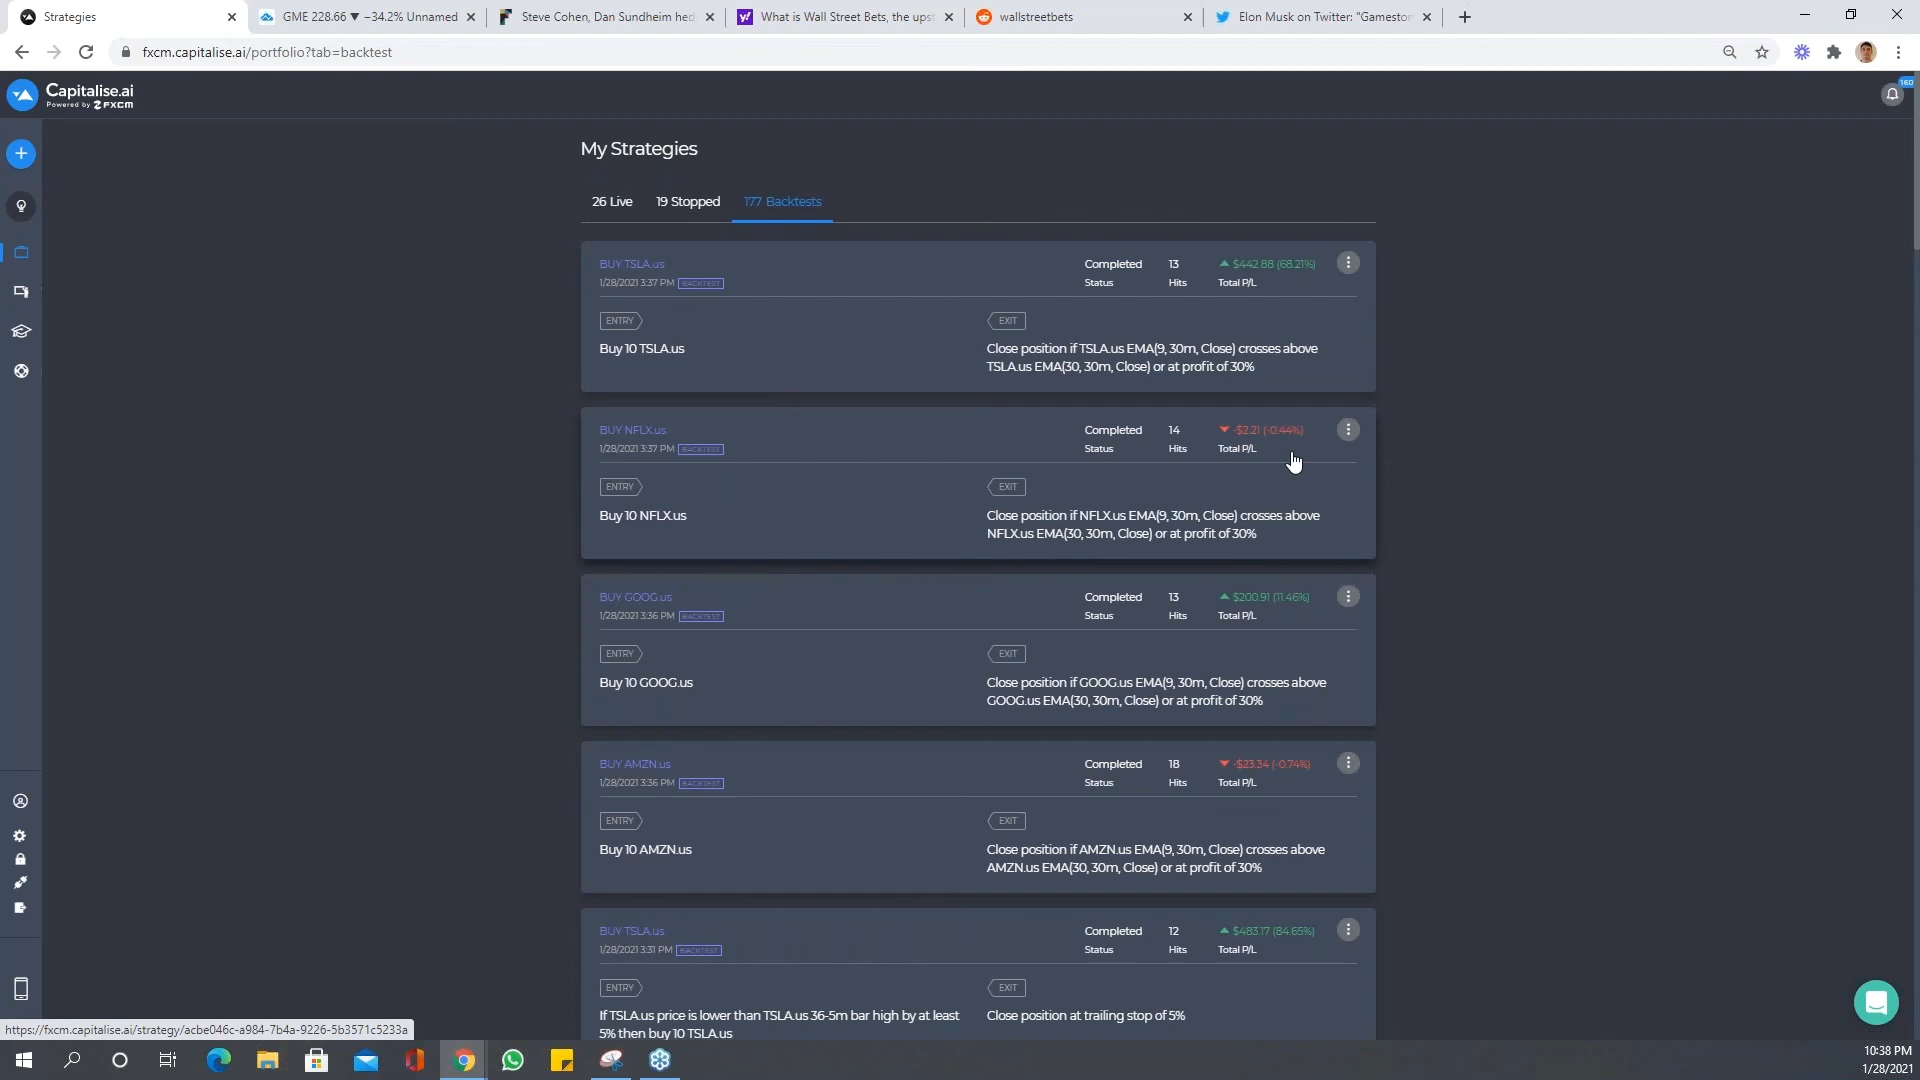 Strategies
GME 228.66 ▼ −34.2% Unnamed
Steve Cohen, Dan Sundheim hed
What is Wall Street Bets, the upst
wallstreetbets
Elon Musk on Twitter: "Gamestor
fxcm.capitalise.ai/portfolio?tab=backtest
Capitalise.ai
Powered by FXCM
160
My Strategies
26 Live 19 Stopped 177 Backtests
BUY TSLA.us Completed 13 $442.88 (68.21%)
1/28/2021 3:37 PM BACKTEST Status Hits Total P/L
ENTRY EXIT
Buy 10 TSLA.us
Close position if TSLA.us EMA(9, 30m, Close) crosses above
TSLA.us EMA(30, 30m, Close) or at profit of 30%
BUY NFLX.us Completed 14 -$2.21 (-0.44%)
1/28/2021 3:37 PM BACKTEST Status Hits Total P/L
ENTRY EXIT
Buy 10 NFLX.us
Close position if NFLX.us EMA(9, 30m, Close) crosses above
NFLX.us EMA(30, 30m, Close) or at profit of 30%
BUY GOOG.us Completed 13 $200.91 (11.46%)
1/28/2021 3:36 PM BACKTEST Status Hits Total P/L
ENTRY EXIT
Buy 10 GOOG.us
Close position if GOOG.us EMA(9, 30m, Close) crosses above
GOOG.us EMA(30, 30m, Close) or at profit of 30%
BUY AMZN.us Completed 18 -$23.34 (-0.74%)
1/28/2021 3:36 PM BACKTEST Status Hits Total P/L
ENTRY EXIT
Buy 10 AMZN.us
Close position if AMZN.us EMA(9, 30m, Close) crosses above
AMZN.us EMA(30, 30m, Close) or at profit of 30%
BUY TSLA.us Completed 12 $483.17 (84.65%)
1/28/2021 3:31 PM BACKTEST Status Hits Total P/L
ENTRY EXIT
If TSLA.us price is lower than TSLA.us 36-5m bar high by at least
5% then buy 10 TSLA.us
Close position at trailing stop of 5%
https://fxcm.capitalise.ai/strategy/acbe046c-a984-7b4a-9226-5b3571c5233a
10:38 PM
1/28/2021